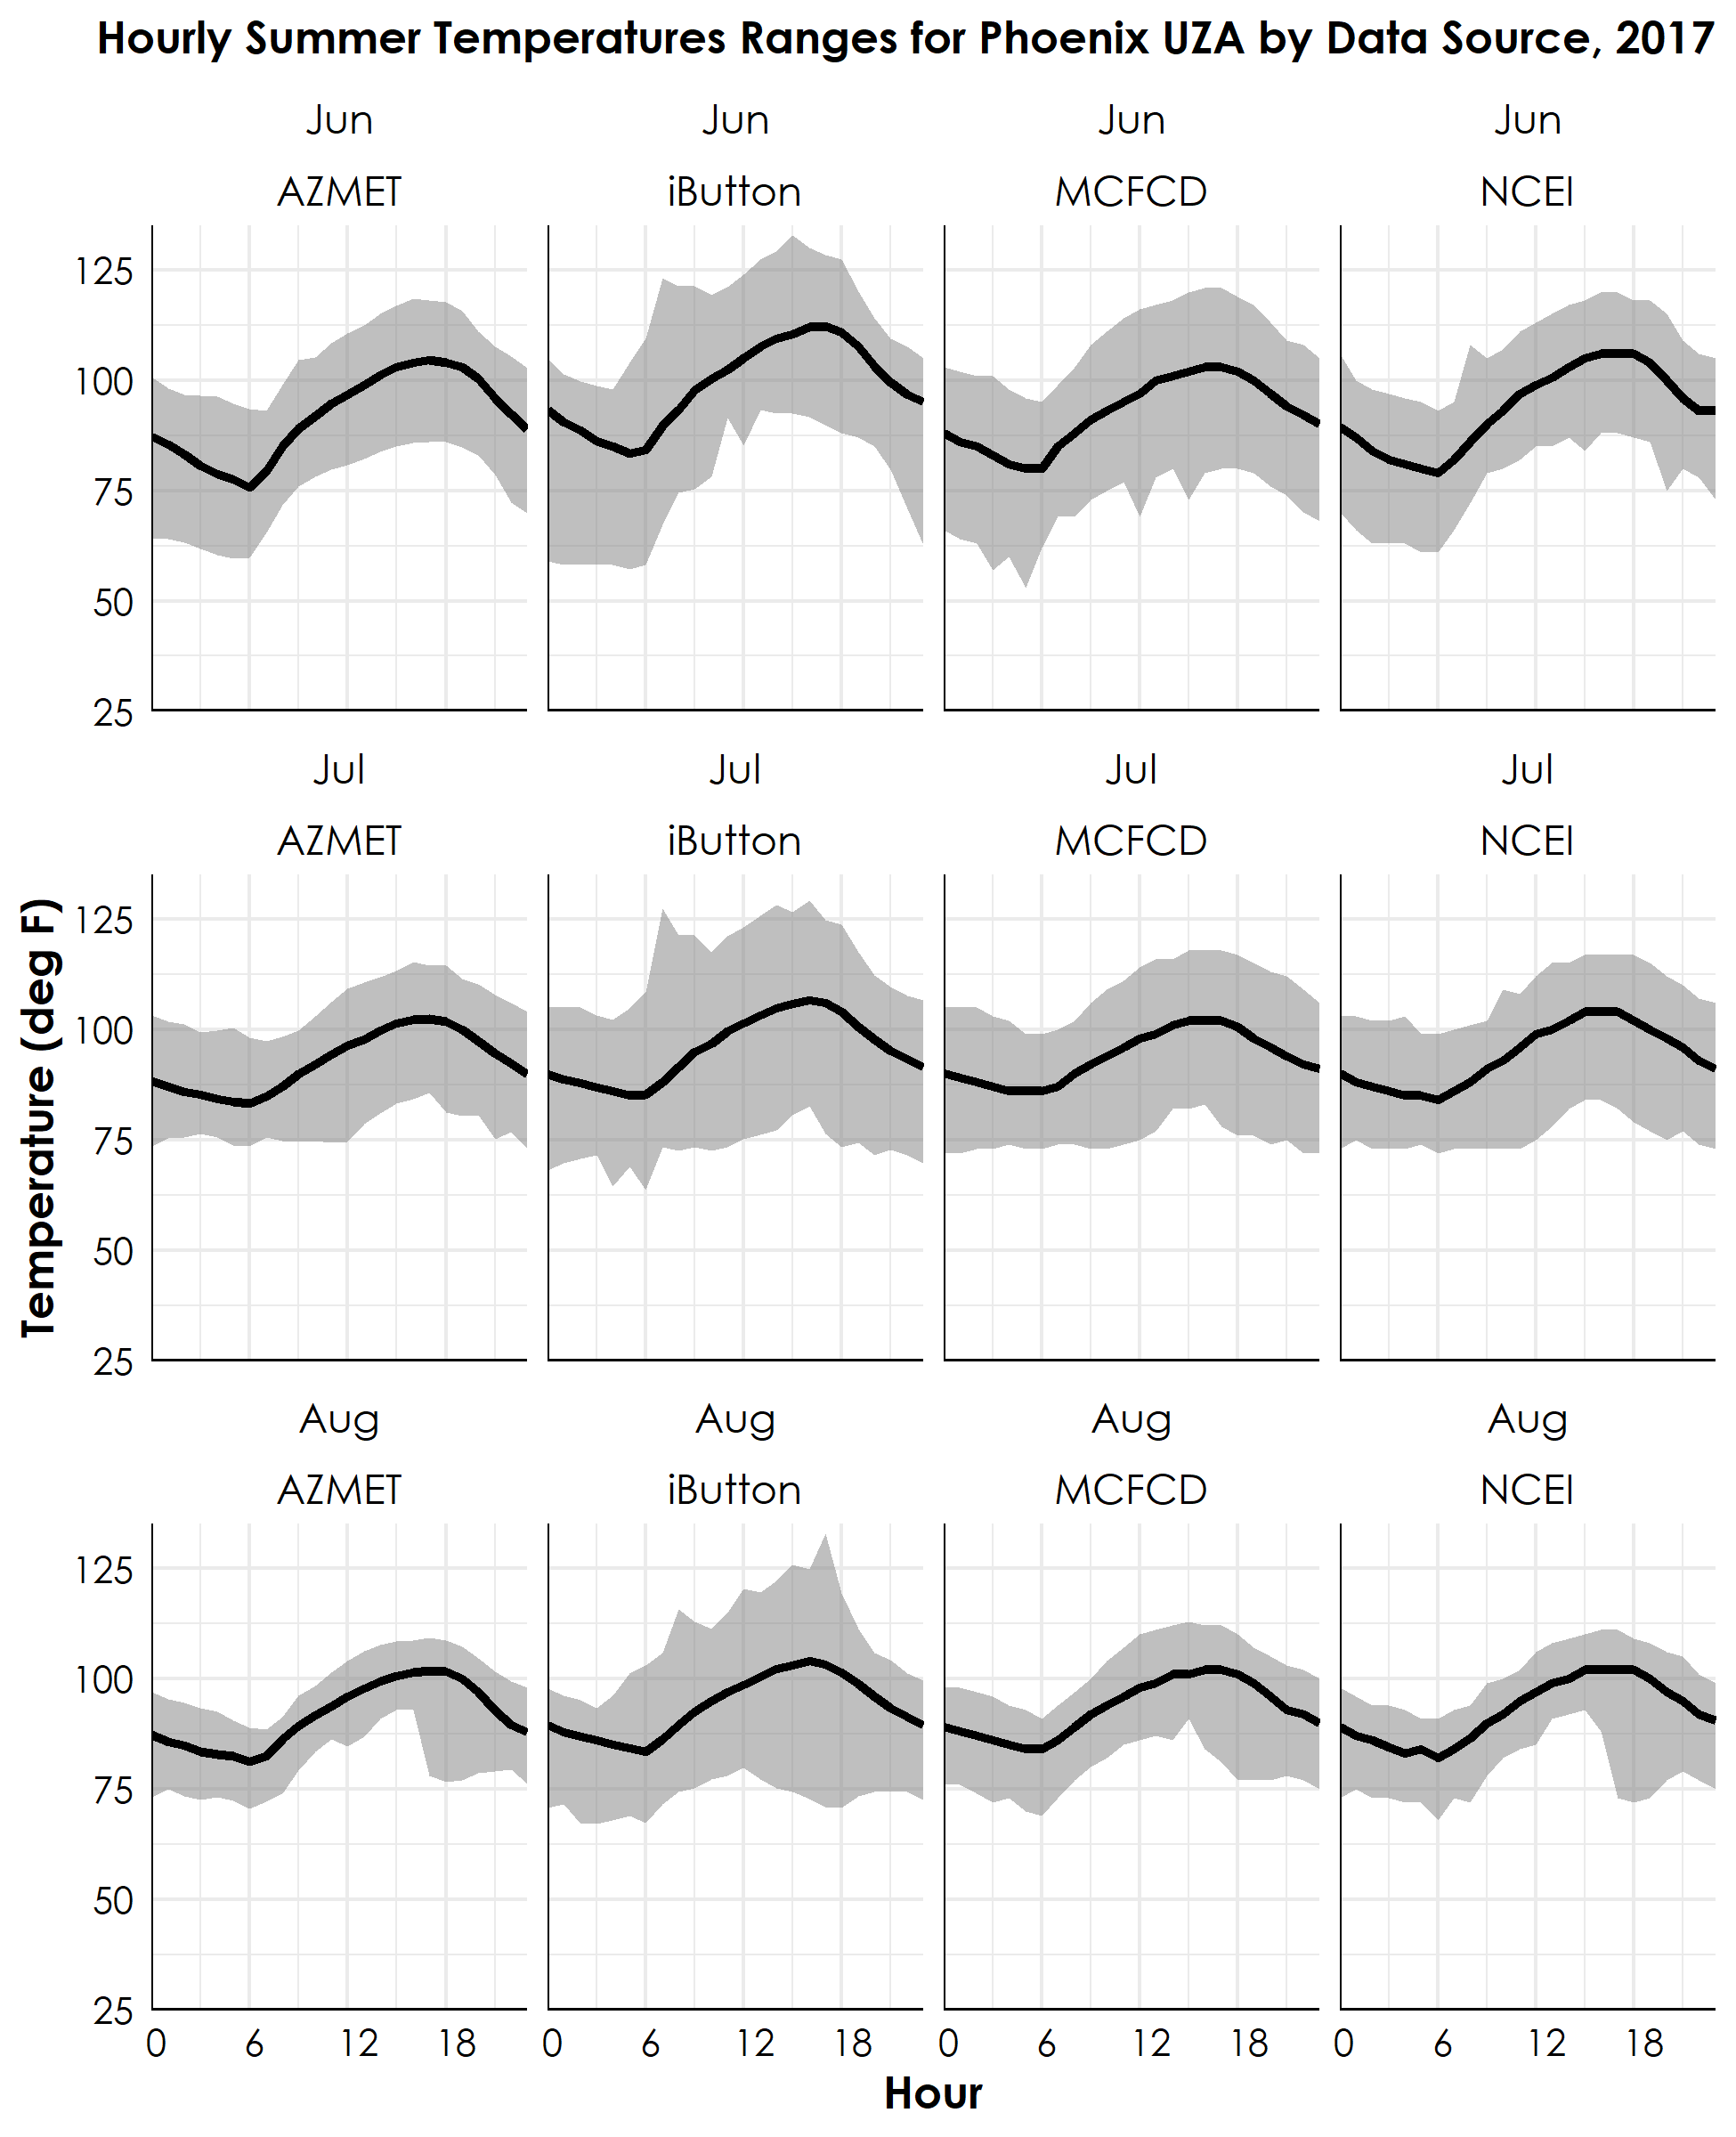 Hourly Summer Temperatures Ranges for Phoenix UZA by Data Source, 2017
Jun Jun Jun Jun
AZMET iButton MCFCD NCEI
125
100
75
50
25
Jul Jul Jul Jul
AZMET iButton MCFCD NCEI
Temperature (deg F)
125
100
75
50
25
Aug Aug Aug Aug
AZMET iButton MCFCD NCEI
125
100
75
50
25
0 6 12 18 0 6 12 18 0 6 12 18 0 6 12 18
Hour